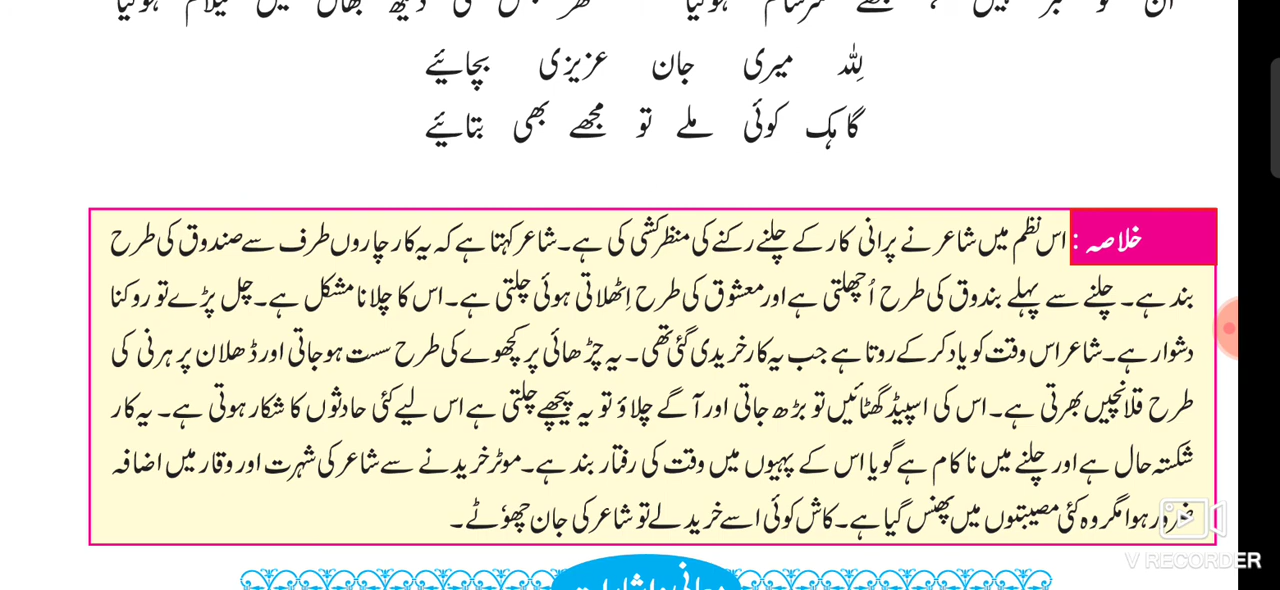 للہ میری جان عزیزی بچائیے
گاہک کوئی ملے تو مجھے بھی بتائیے
خلاصہ : اس نظم میں شاعر نے پرانی کار کے چلنے رکنے کی منظر کشی کی ہے۔ شاعر کہتا ہے کہ یہ کار چاروں طرف سے صندوق کی طرح
بند ہے۔ چلنے سے پہلے بندوق کی طرح اُچھلتی ہے اور معشوق کی طرح اِٹھلاتی ہوئی چلتی ہے۔ اس کا چلانا مشکل ہے۔ چل پڑے تو روکنا
دشوار ہے۔ شاعر اس وقت کو یاد کر کے روتا ہے جب یہ کار خریدی گئی تھی۔ یہ چڑھائی پر کچھوے کی طرح سست ہو جاتی اور ڈھلان پر ہرنی کی
طرح قلانچیں بھرتی ہے۔ اس کی اسپیڈ گھٹائیں تو بڑھ جاتی اور آگے چلاؤ تو یہ پیچھے چلتی ہے اس لیے کئی حادثوں کا شکار ہوتی ہے۔ یہ کار
شکستہ حال ہے اور چلنے میں ناکام ہے گویا اس کے پہیوں میں وقت کی رفتار بند ہے۔ موٹر خریدنے سے شاعر کی شہرت اور وقار میں اضافہ
ضرور ہوا مگر وہ کئی مصیبتوں میں پھنس گیا ہے۔ کاش کوئی اسے خرید لے تو شاعر کی جان چھوٹے۔
V RECORDER